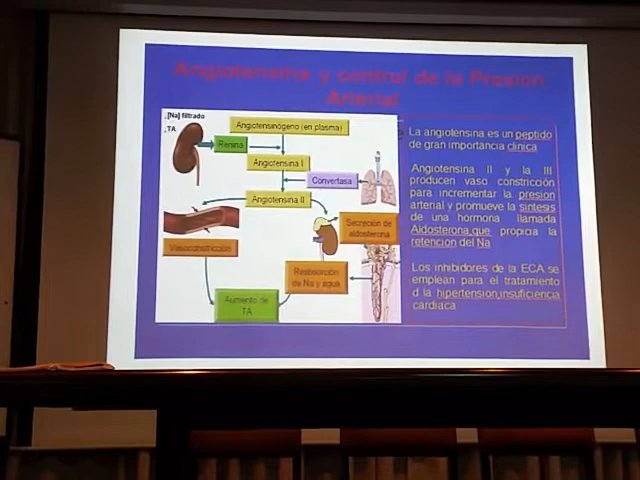 Angiotensina y control de la Presion
Arterial
[Na] filtrado
TA
Angiotensinógeno (en plasma)
Renina
Angiotensina I
Convertasa
Angiotensina II
Secreción de
aldosterona
Vasoconstricción
Reabsorción
de Na y agua
Aumento de
TA
La angiotensina es un peptido
de gran importancia clinica
Angiotensina II y la III
producen vaso constricción
para incrementar la presion
arterial y promueve la sintesis
de una hormona llamada
Aldosterona,que propicia la
retención del Na
Los inhibidores de la ECA se
emplean para el tratamiento
d la hipertension,insuficiencia
cardiaca